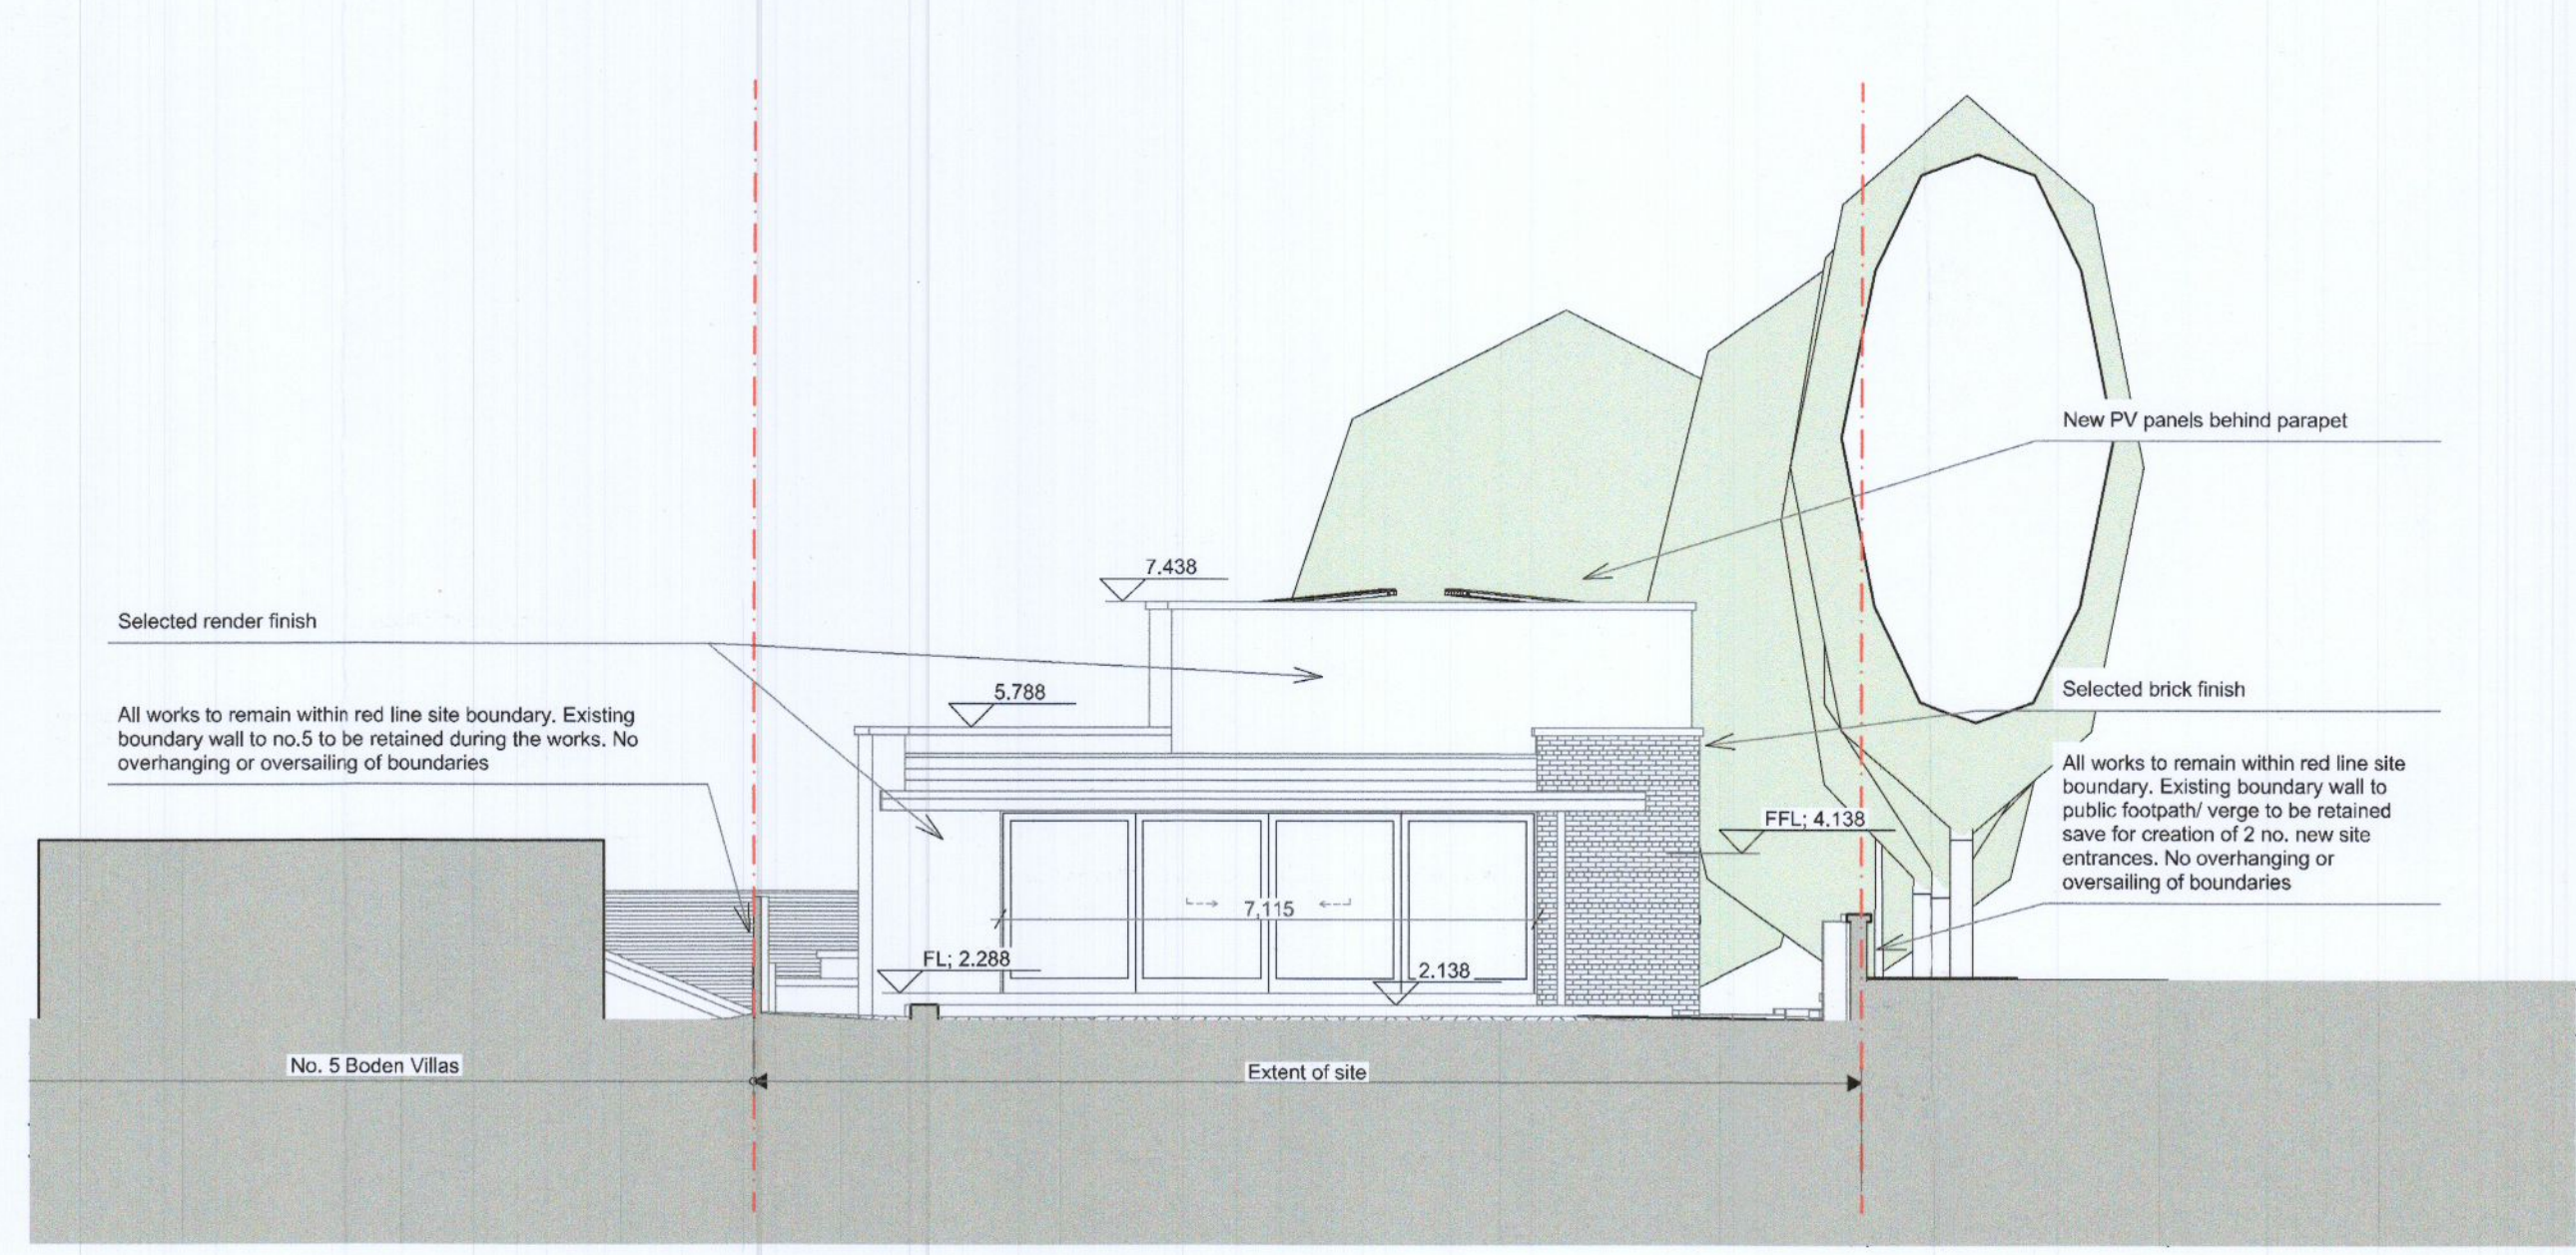 New PV panels behind parapet
7.438
Selected render finish
5.788
Selected brick finish
All works to remain within red line site boundary. Existing
boundary wall to no.5 to be retained during the works. No
overhanging or oversailing of boundaries
All works to remain within red line site
boundary. Existing boundary wall to
public footpath/ verge to be retained
save for creation of 2 no. new site
entrances. No overhanging or
oversailing of boundaries
FFL; 4.138
7,115
FL; 2.288
2.138
No. 5 Boden Villas
Extent of site